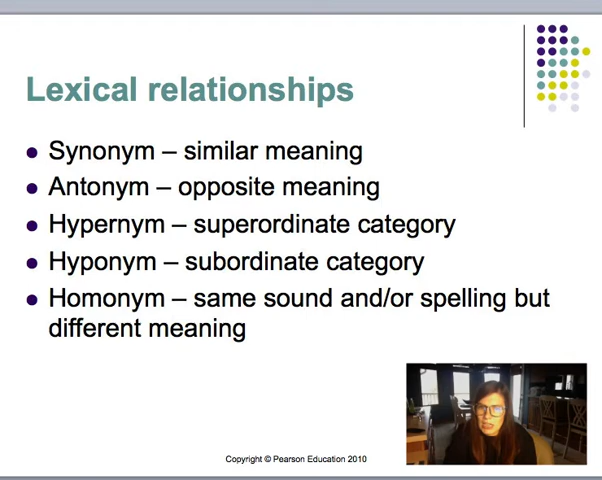 Lexical relationships
Synonym – similar meaning
Antonym – opposite meaning
Hypernym – superordinate category
Hyponym – subordinate category
Homonym – same sound and/or spelling but
different meaning
Copyright © Pearson Education 2010